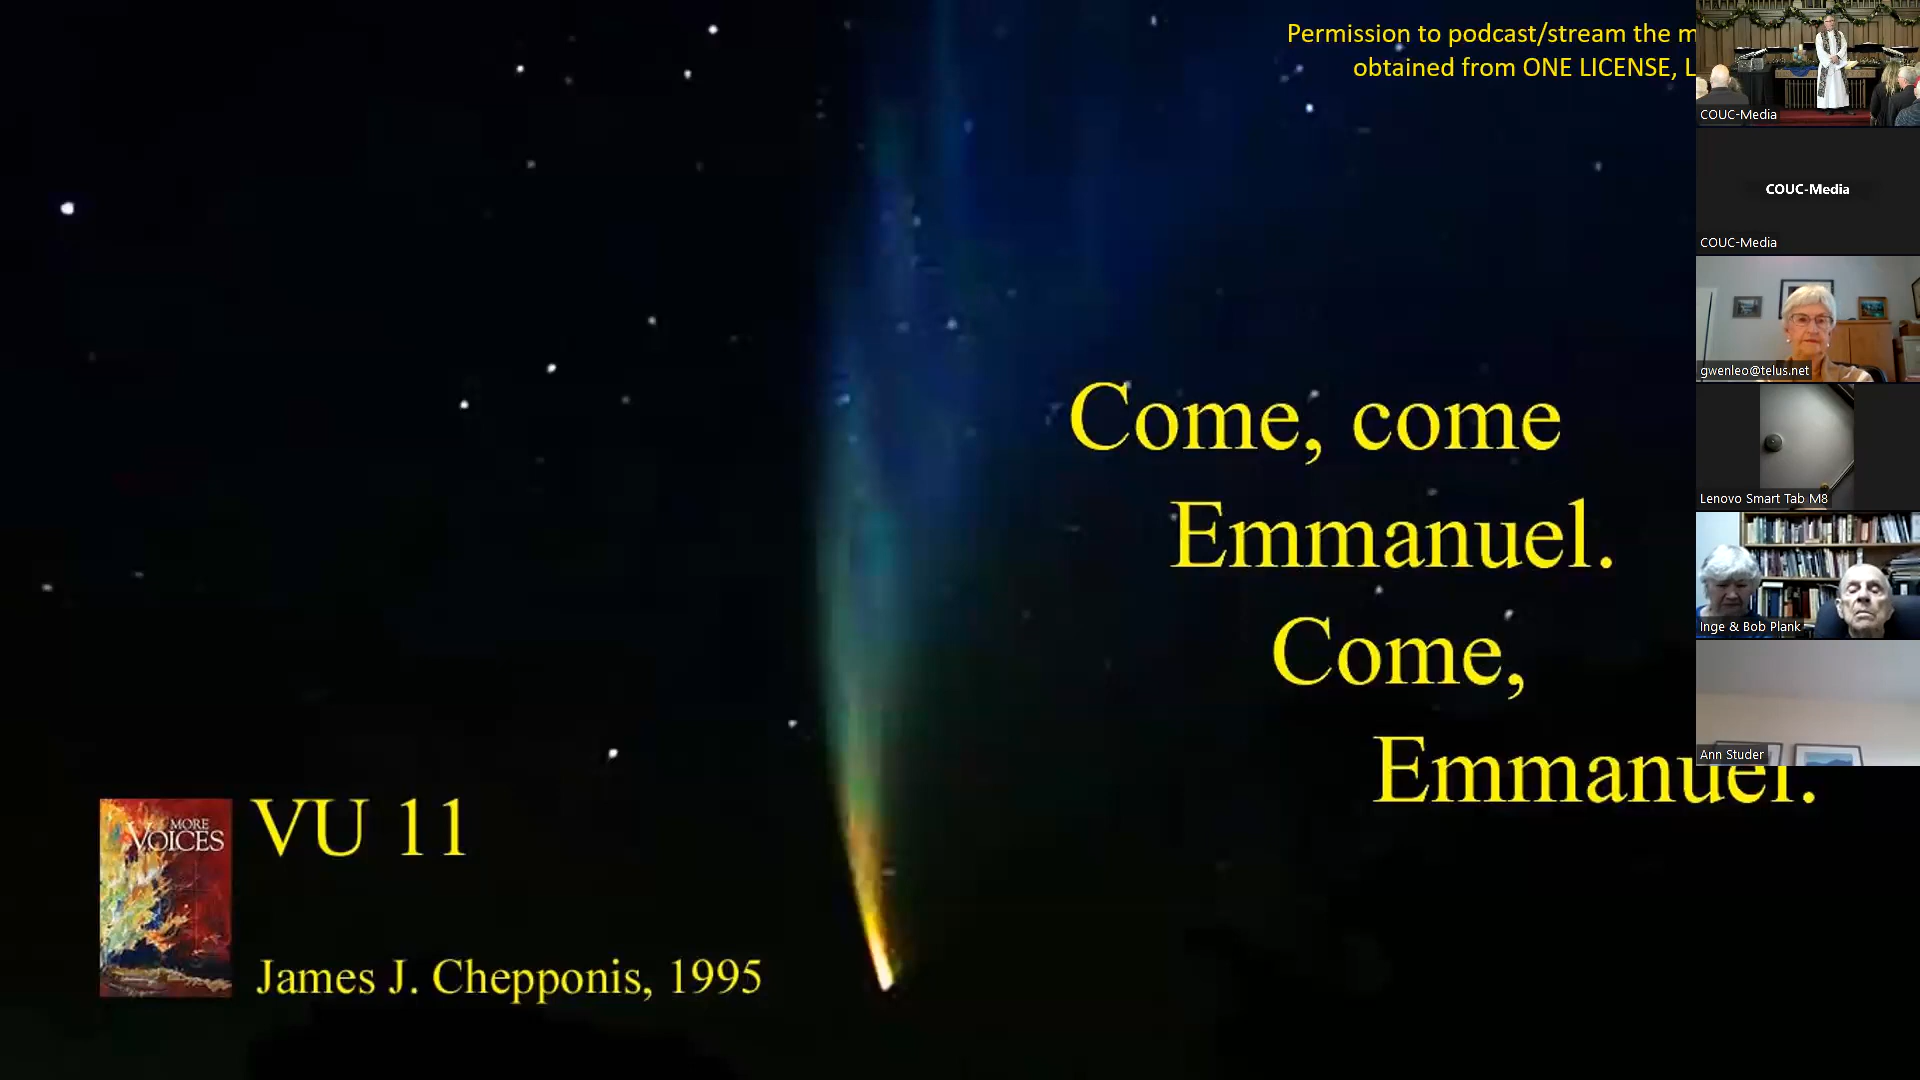 Permission to podcast/stream the m
obtained from ONE LICENSE, L
Come, come
Emmanuel.
Come,
Emmanuel.
MORE
VOICES
VU 11
James J. Chepponis, 1995
COUC-Media
COUC-Media
COUC-Media
gwenleo@telus.net
Lenovo Smart Tab M8
Inge & Bob Plank
Ann Studer